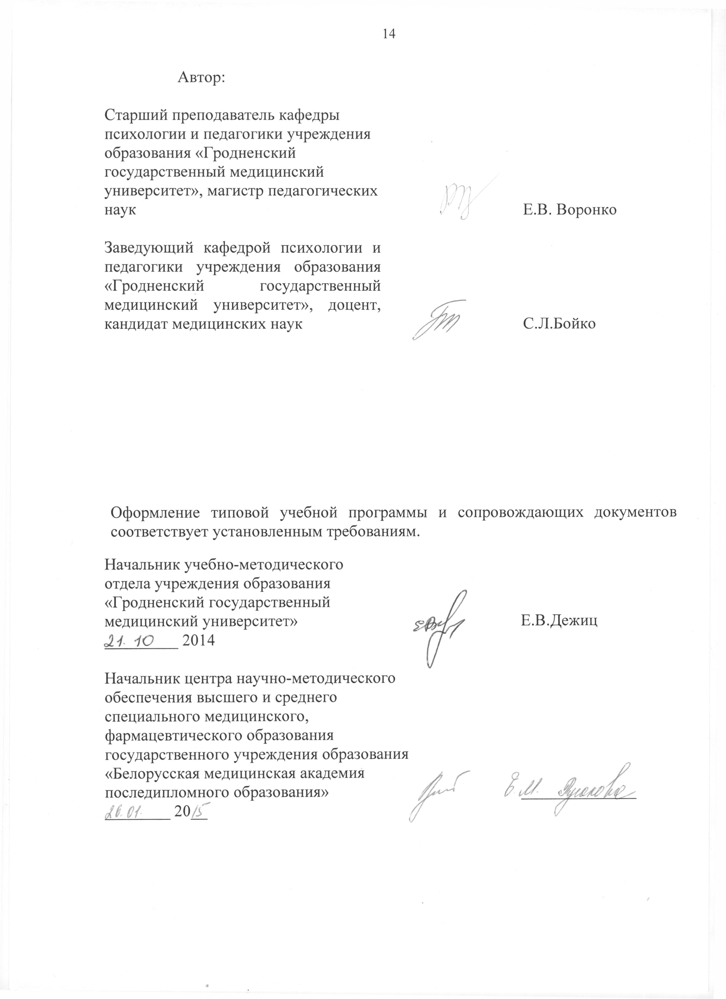 14
Автор:
Старший преподаватель кафедры
психологии и педагогики учреждения
образования «Гродненский
государственный медицинский
университет», магистр педагогических
наук Е.В. Воронко
Заведующий кафедрой психологии и
педагогики учреждения образования
«Гродненский государственный
медицинский университет», доцент,
кандидат медицинских наук С.Л.Бойко
Оформление типовой учебной программы и сопровождающих документов
соответствует установленным требованиям.
Начальник учебно-методического
отдела учреждения образования
«Гродненский государственный
медицинский университет» Е.В.Дежиц
21.10 2014
Начальник центра научно-методического
обеспечения высшего и среднего
специального медицинского,
фармацевтического образования
государственного учреждения образования
«Белорусская медицинская академия
последипломного образования» Е.М. Русакова
26.01. 2015